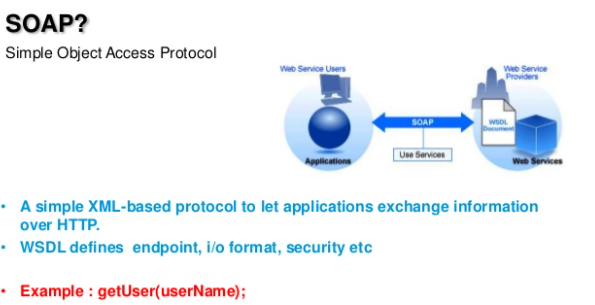 SOAP?
Simple Object Access Protocol
Web Service Users
Web Service
Providers
SOAP
WSDL
Document
Use Services
Applications
Web Services
• A simple XML-based protocol to let applications exchange information
over HTTP.
• WSDL defines endpoint, i/o format, security etc
• Example : getUser(userName);